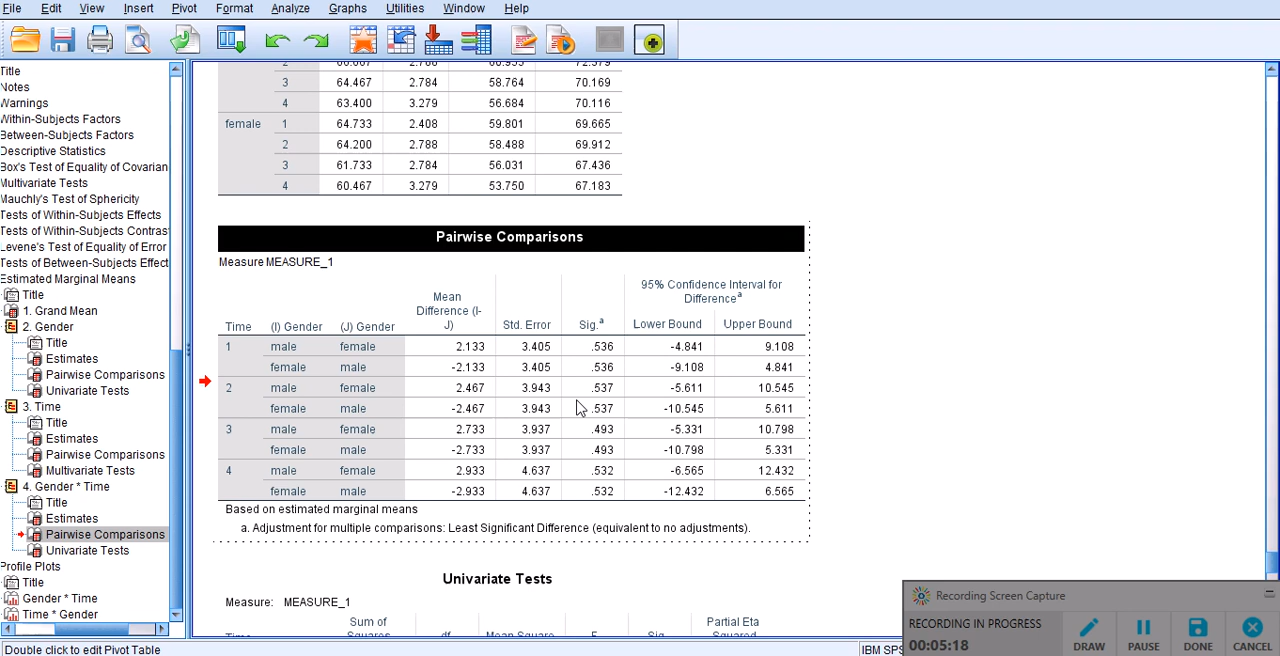 File Edit View Insert Pivot Format Analyze Graphs Utilities Window Help
Title
Notes
Warnings
Within-Subjects Factors
Between-Subjects Factors
Descriptive Statistics
Box's Test of Equality of Covarian
Multivariate Tests
Mauchly's Test of Sphericity
Tests of Within-Subjects Effects
Tests of Within-Subjects Contras
Levene's Test of Equality of Error
Tests of Between-Subjects Effect
Estimated Marginal Means
Title
1. Grand Mean
2. Gender
Title
Estimates
Pairwise Comparisons
Univariate Tests
3. Time
Title
Estimates
Pairwise Comparisons
Multivariate Tests
4. Gender * Time
Title
Estimates
Pairwise Comparisons
Univariate Tests
Profile Plots
Title
Gender * Time
Time * Gender
3 64.467 2.784 58.764 70.169
4 63.400 3.279 56.684 70.116
female 1 64.733 2.408 59.801 69.665
2 64.200 2.788 58.488 69.912
3 61.733 2.784 56.031 67.436
4 60.467 3.279 53.750 67.183
Pairwise Comparisons
Measure MEASURE_1
95% Confidence Interval for
Differenceª
Mean
Difference (I-
J)
Time (I) Gender (J) Gender Std. Error Sig.ª Lower Bound Upper Bound
1 male female 2.133 3.405 .536 -4.841 9.108
female male -2.133 3.405 .536 -9.108 4.841
2 male female 2.467 3.943 .537 -5.611 10.545
female male -2.467 3.943 .537 -10.545 5.611
3 male female 2.733 3.937 .493 -5.331 10.798
female male -2.733 3.937 .493 -10.798 5.331
4 male female 2.933 4.637 .532 -6.565 12.432
female male -2.933 4.637 .532 -12.432 6.565
Based on estimated marginal means
a. Adjustment for multiple comparisons: Least Significant Difference (equivalent to no adjustments).
Univariate Tests
Measure: MEASURE_1
Sum of
Squares df Mean Square F Sig.
Partial Eta
Squared
Time
Recording Screen Capture
RECORDING IN PROGRESS
00:05:18
DRAW PAUSE DONE CANCEL
Double click to edit Pivot Table
IBM SPS